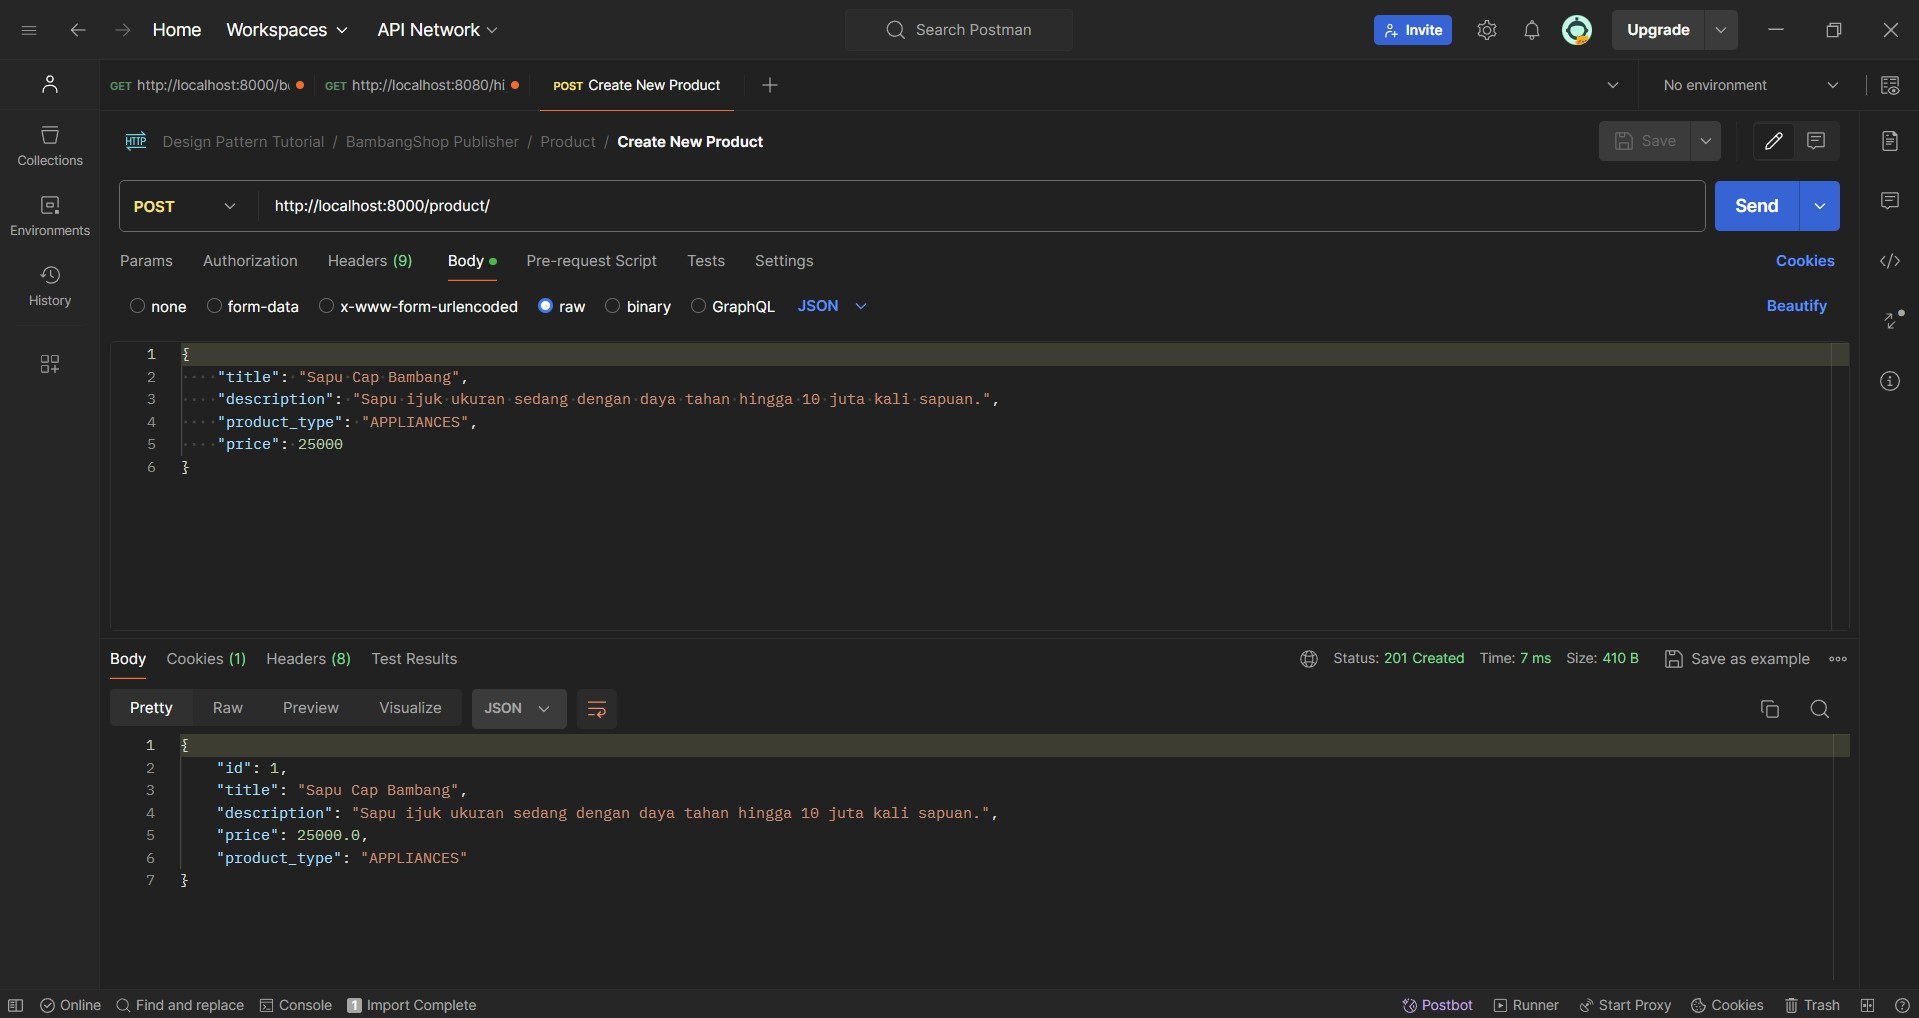 Home Workspaces API Network Search Postman Invite Upgrade
GET http://localhost:8000/b GET http://localhost:8080/hi POST Create New Product No environment
HTTP Design Pattern Tutorial / BambangShop Publisher / Product / Create New Product Save
Collections
POST http://localhost:8000/product/ Send
Environments
Params Authorization Headers (9) Body Pre-request Script Tests Settings Cookies
History
none form-data x-www-form-urlencoded raw binary GraphQL JSON Beautify
1 {
2 "title": "Sapu Cap Bambang",
3 "description": "Sapu ijuk ukuran sedang dengan daya tahan hingga 10 juta kali sapuan.",
4 "product_type": "APPLIANCES",
5 "price": 25000
6 }
Body Cookies (1) Headers (8) Test Results Status: 201 Created Time: 7 ms Size: 410 B Save as example
Pretty Raw Preview Visualize JSON
1 {
2 "id": 1,
3 "title": "Sapu Cap Bambang",
4 "description": "Sapu ijuk ukuran sedang dengan daya tahan hingga 10 juta kali sapuan.",
5 "price": 25000.0,
6 "product_type": "APPLIANCES"
7 }
Online Find and replace Console 1 Import Complete Postbot Runner Start Proxy Cookies Trash